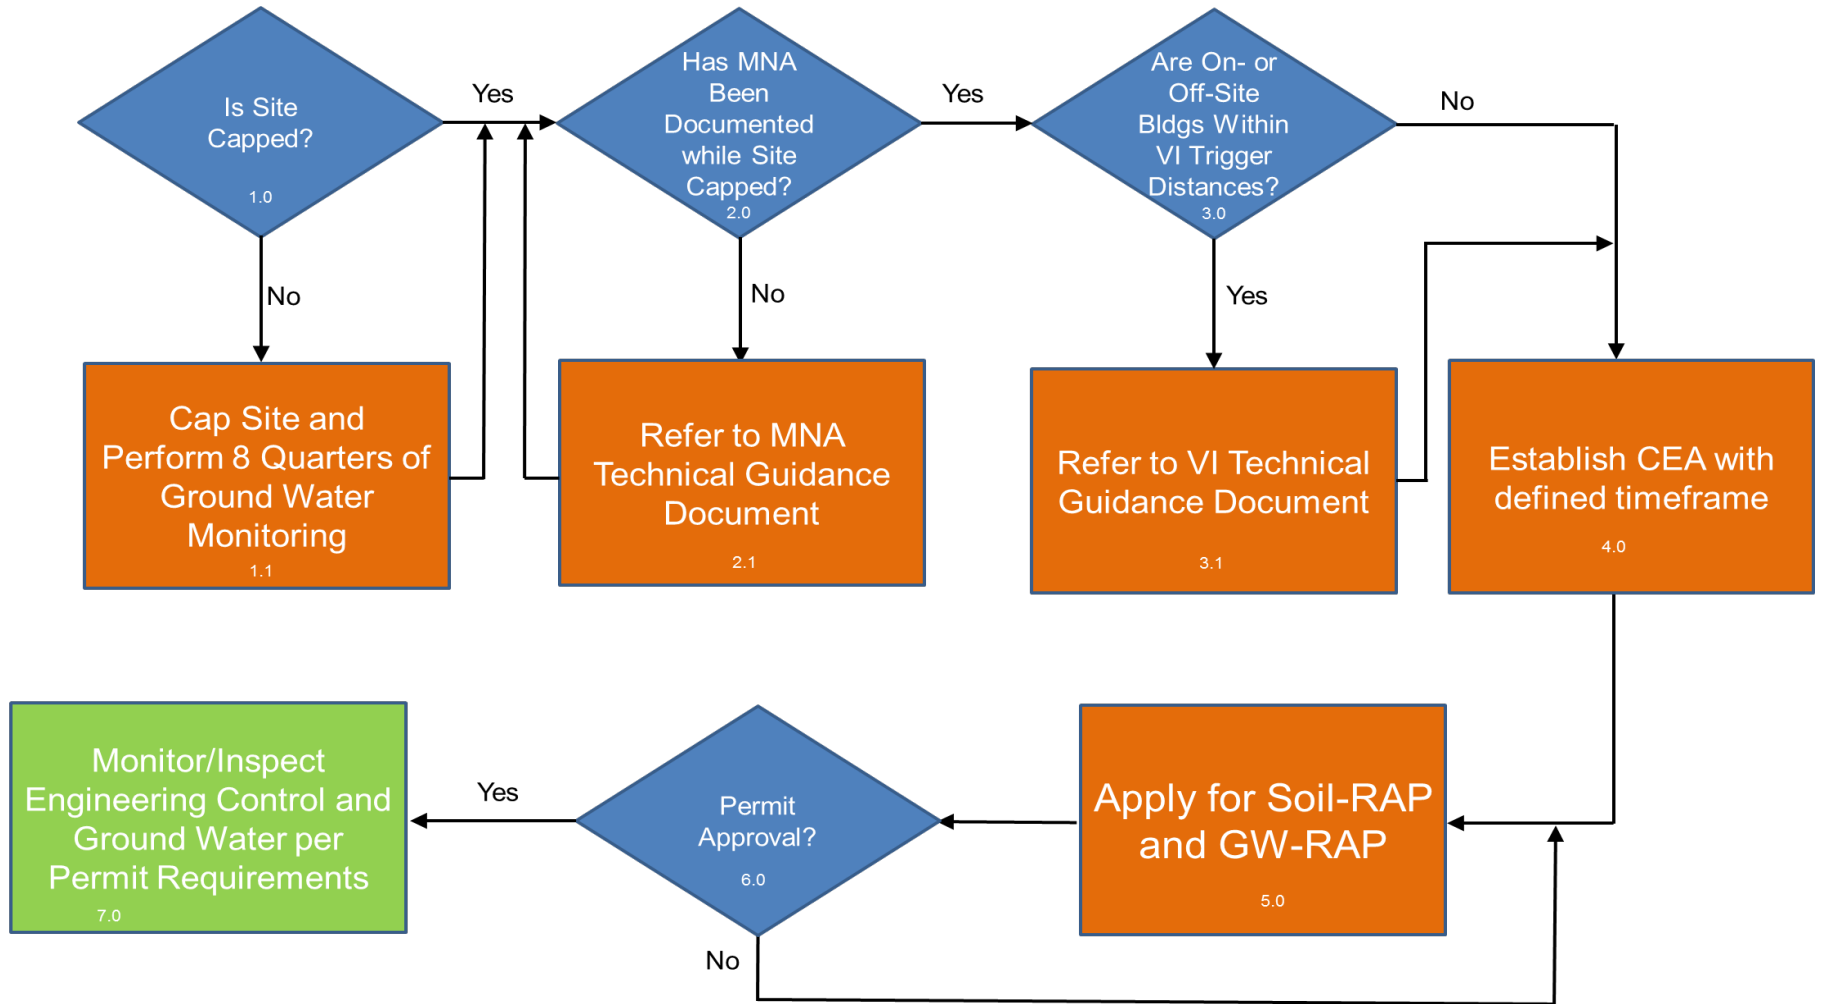 Is Site
Capped?
1.0
Yes
Has MNA
Been
Documented
while Site
Capped?
2.0
Yes
Are On- or
Off-Site
Bldgs Within
VI Trigger
Distances?
3.0
No
No
No
Yes
Cap Site and
Perform 8 Quarters of
Ground Water
Monitoring
1.1
Refer to MNA
Technical Guidance
Document
2.1
Refer to VI Technical
Guidance Document
3.1
Establish CEA with
defined timeframe
4.0
Monitor/Inspect
Engineering Control and
Ground Water per
Permit Requirements
7.0
Yes
Permit
Approval?
6.0
No
Apply for Soil-RAP
and GW-RAP
5.0